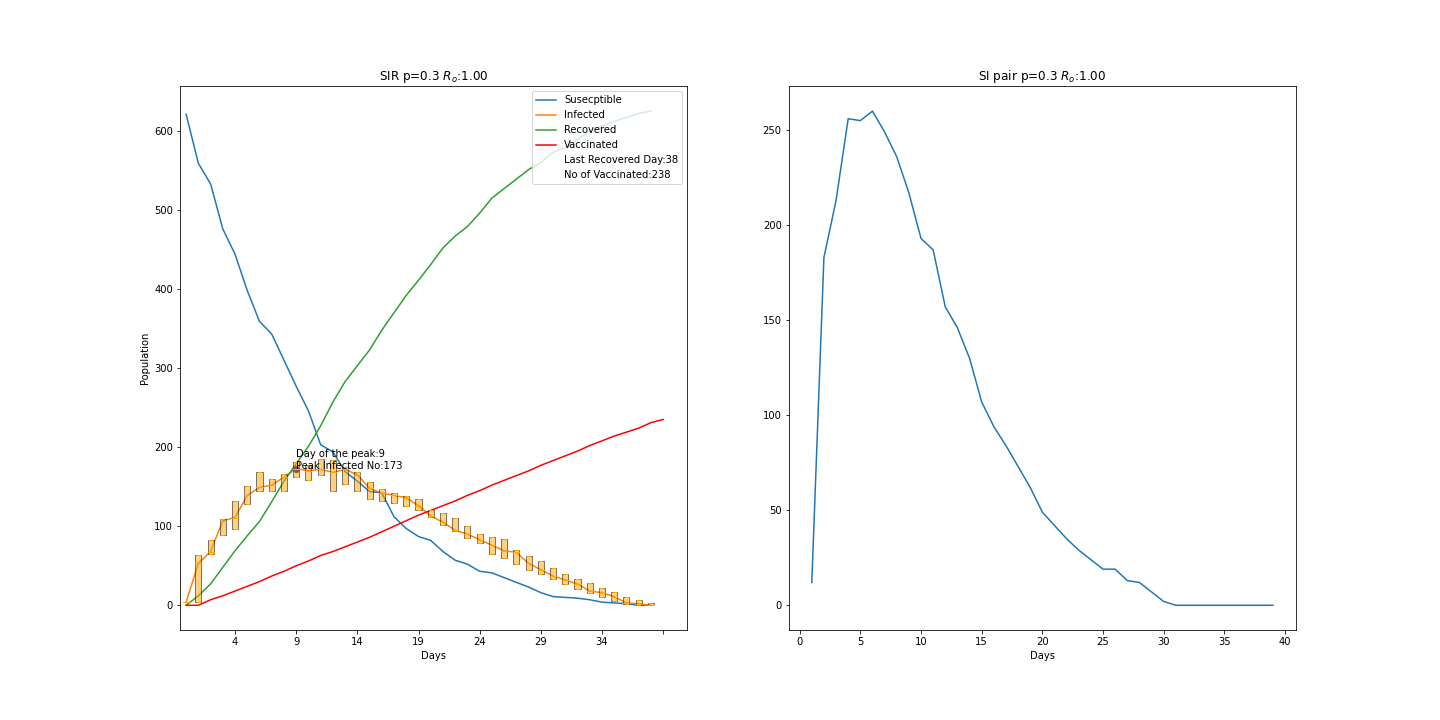 SIR p=0.3 Rₒ:1.00
Population
600
500
400
300
200
100
0
Susecptible
Infected
Recovered
Vaccinated
Last Recovered Day:38
No of Vaccinated:238
Day of the peak:9
Peak Infected No:173
4 9 14 19 24 29 34
Days
SI pair p=0.3 Rₒ:1.00
250
200
150
100
50
0
0 5 10 15 20 25 30 35 40
Days